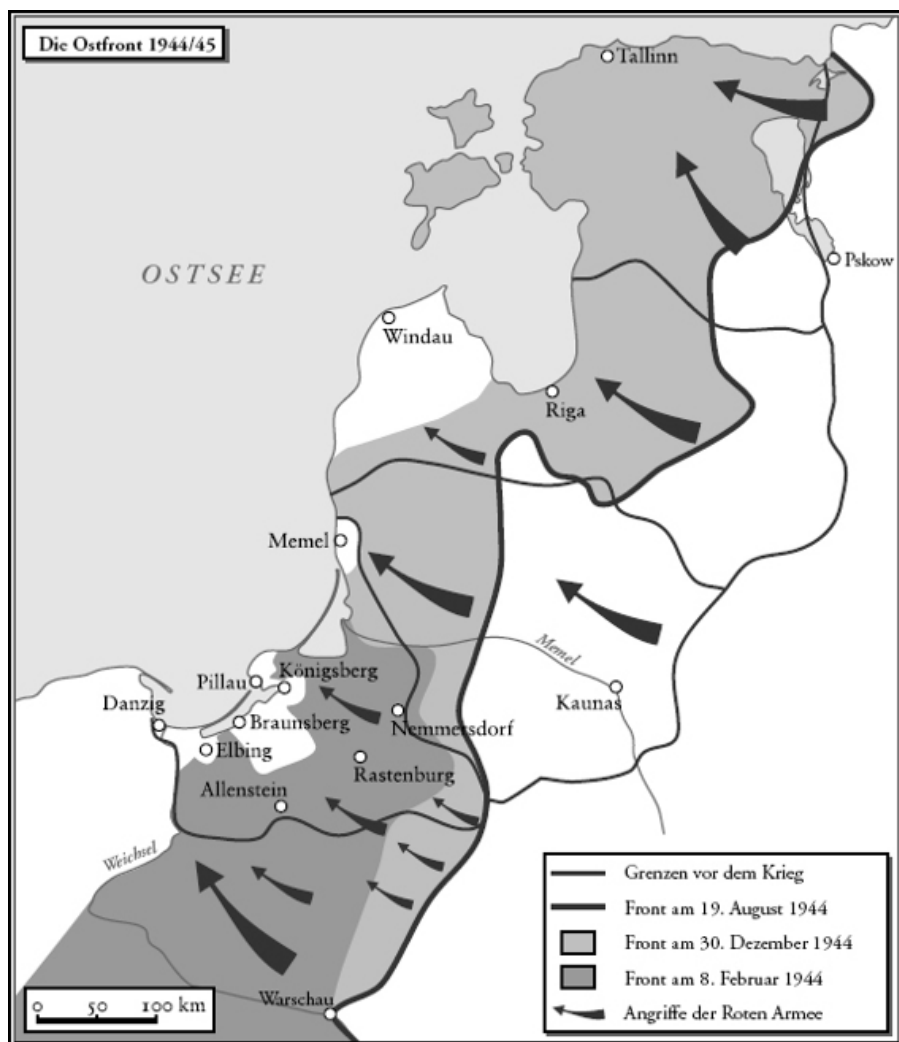 Die Ostfront 1944/45
Tallinn
OSTSEE
Pskow
Windau
Riga
Memel
Memel
Kaunas
Königsberg
Pillau
Danzig
Braunsberg
Nemmersdorf
Elbing
Rastenburg
Allenstein
Weichsel
Warschau
0 50 100 km
Grenzen vor dem Krieg
Front am 19. August 1944
Front am 30. Dezember 1944
Front am 8. Februar 1944
Angriffe der Roten Armee